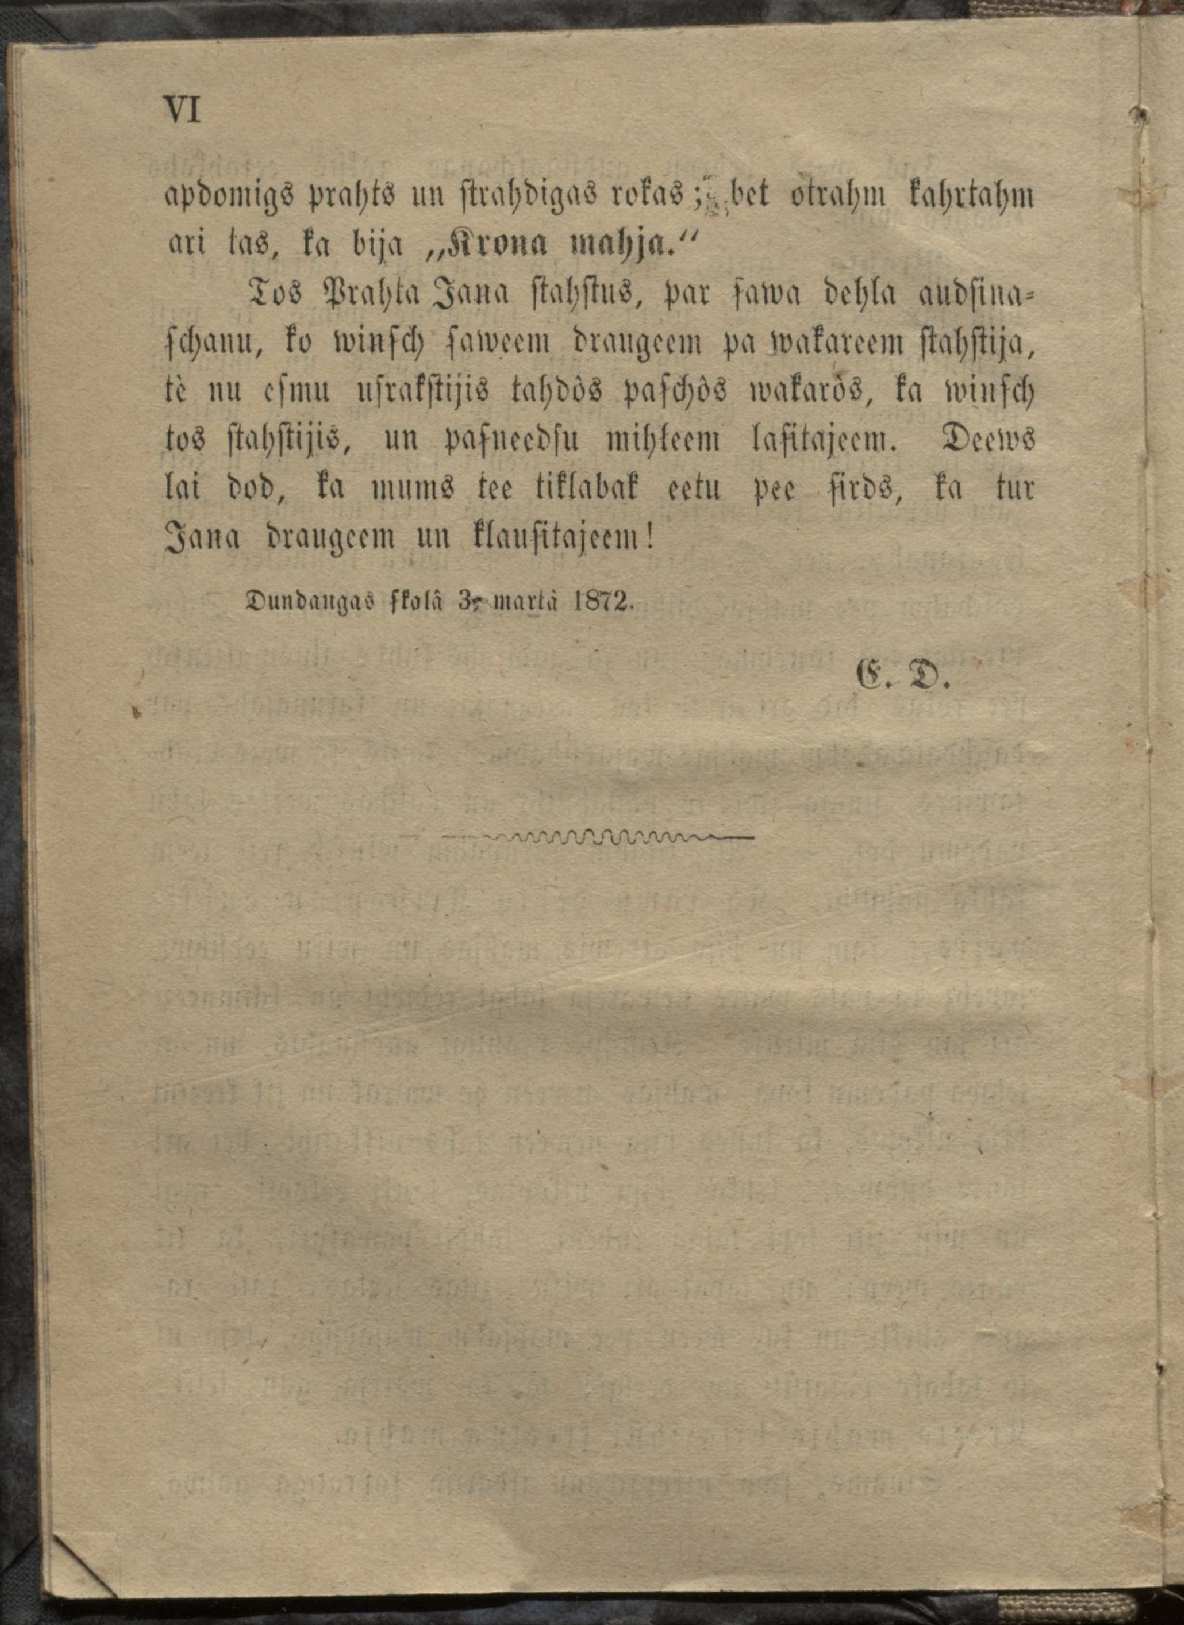 VI
apdomigs prahts un strahdigas rokas; bet otrahm kahrtahm
ari tas, ka bija „Krona mahja.“
Tos Prahta Jana stahstus, par sawa dehla audsina-
schanu, ko winsch saweem draugeem pa wakareem stahstija,
tè nu esmu usrakstijis tahdôs paschôs wakarôs, ka winsch
tos stahstijis, un pasneedsu mihłeem lasitajeem. Deews
lai dod, ka mums tee tiklabak eetu pee sirds, ka tur
Jana draugeem un klausitajeem!
Dundangas skolâ 3. martâ 1872.
E. D.